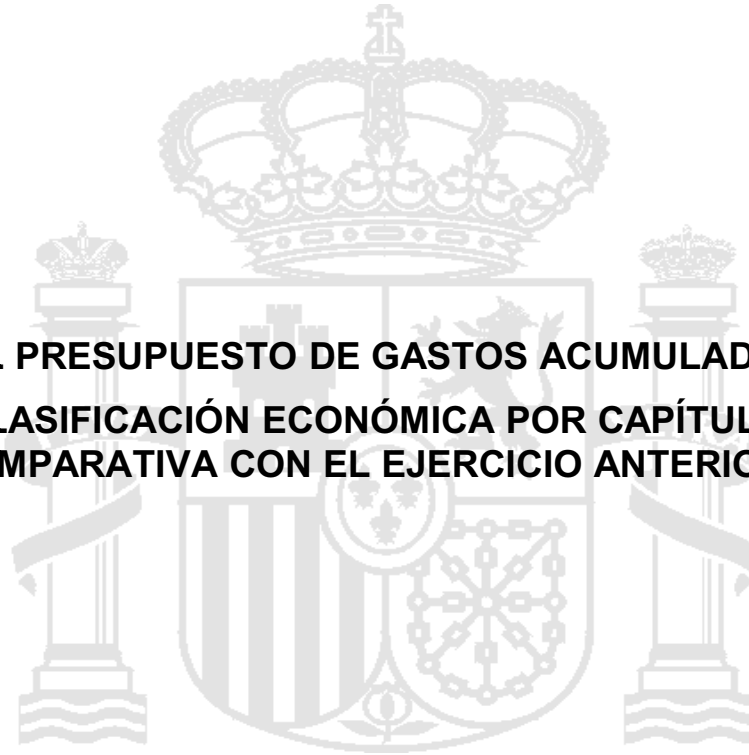 L PRESUPUESTO DE GASTOS ACUMULAD
LASIFICACIÓN ECONÓMICA POR CAPÍTUL
MPARATIVA CON EL EJERCICIO ANTERIO